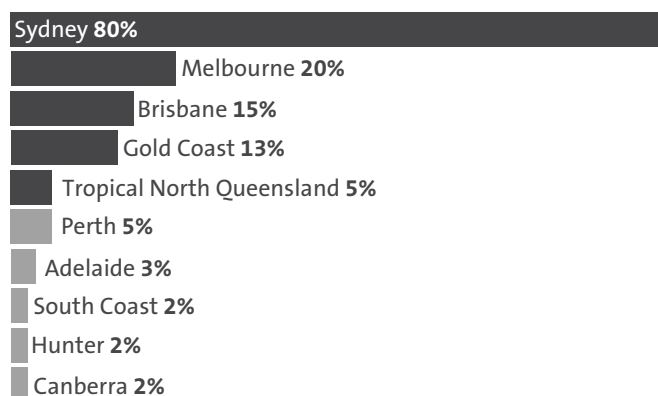 Sydney 80%
Melbourne 20%
Brisbane 15%
Gold Coast 13%
Tropical North Queensland 5%
Perth 5%
Adelaide 3%
South Coast 2%
Hunter 2%
Canberra 2%